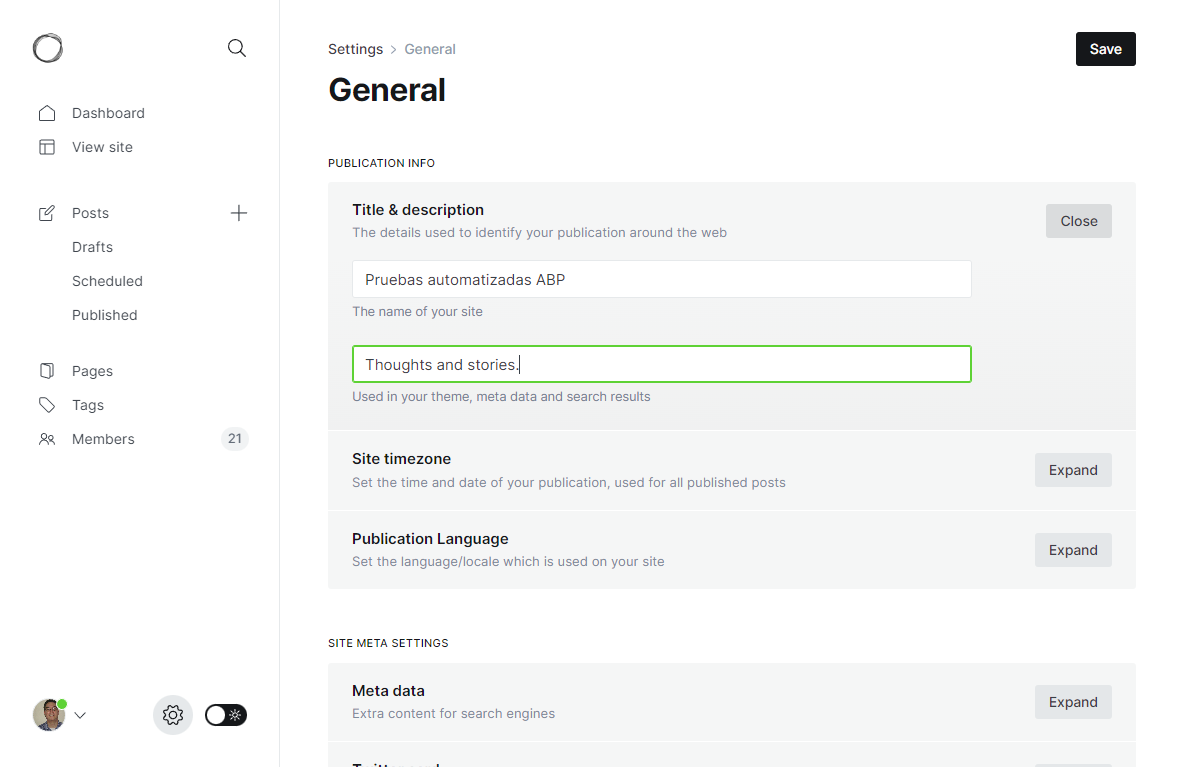 Dashboard
View site
Posts
Drafts
Scheduled
Published
Pages
Tags
Members 21
Settings > General
Save
General
PUBLICATION INFO
Title & description
The details used to identify your publication around the web
Close
Pruebas automatizadas ABP
The name of your site
Thoughts and stories.
Used in your theme, meta data and search results
Site timezone
Set the time and date of your publication, used for all published posts
Expand
Publication Language
Set the language/locale which is used on your site
Expand
SITE META SETTINGS
Meta data
Extra content for search engines
Expand